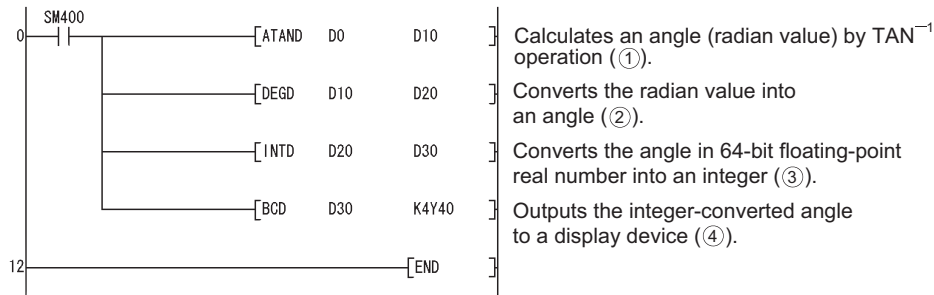 SM400
0 [ATAND D0 D10 ] Calculates an angle (radian value) by TAN⁻¹
operation (①).
[DEGD D10 D20 ] Converts the radian value into
an angle (②).
[INTD D20 D30 ] Converts the angle in 64-bit floating-point
real number into an integer (③).
[BCD D30 K4Y40 ] Outputs the integer-converted angle
to a display device (④).
12 [END ]